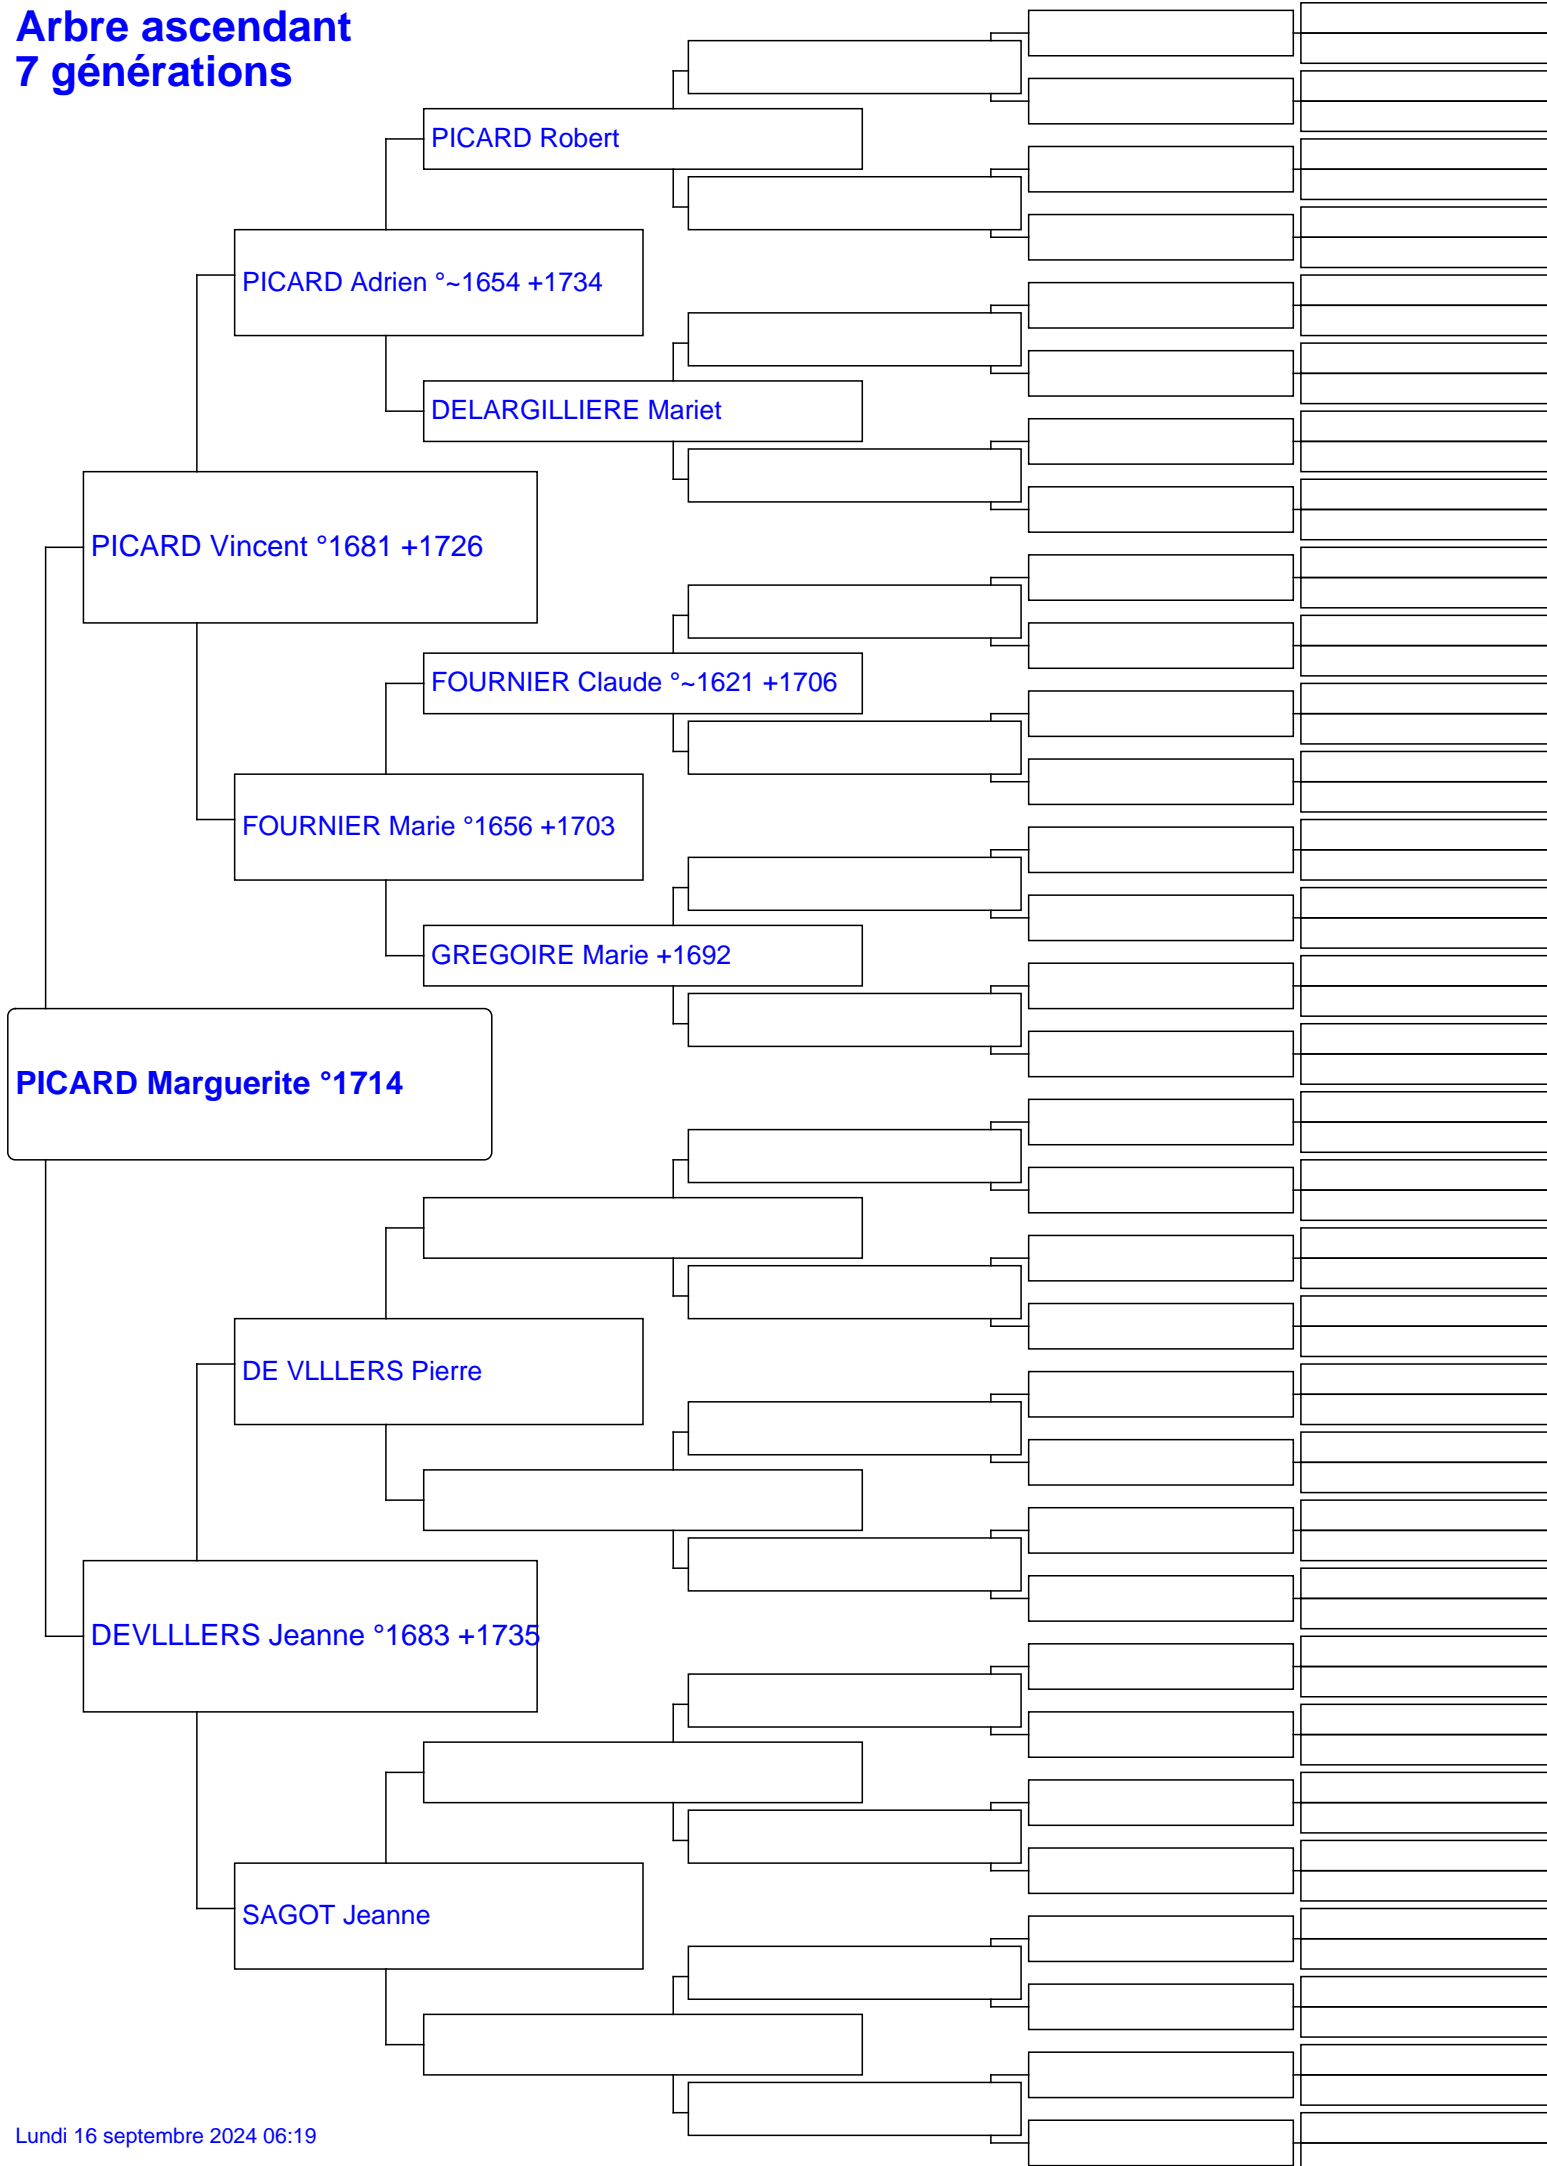 Arbre ascendant
7 générations
PICARD Robert
PICARD Adrien °~1654 +1734
DELARGILLIERE Mariet
PICARD Vincent °1681 +1726
FOURNIER Claude °~1621 +1706
FOURNIER Marie °1656 +1703
GREGOIRE Marie +1692
PICARD Marguerite °1714
DE VLLLERS Pierre
DEVLLLERS Jeanne °1683 +1735
SAGOT Jeanne
Lundi 16 septembre 2024 06:19